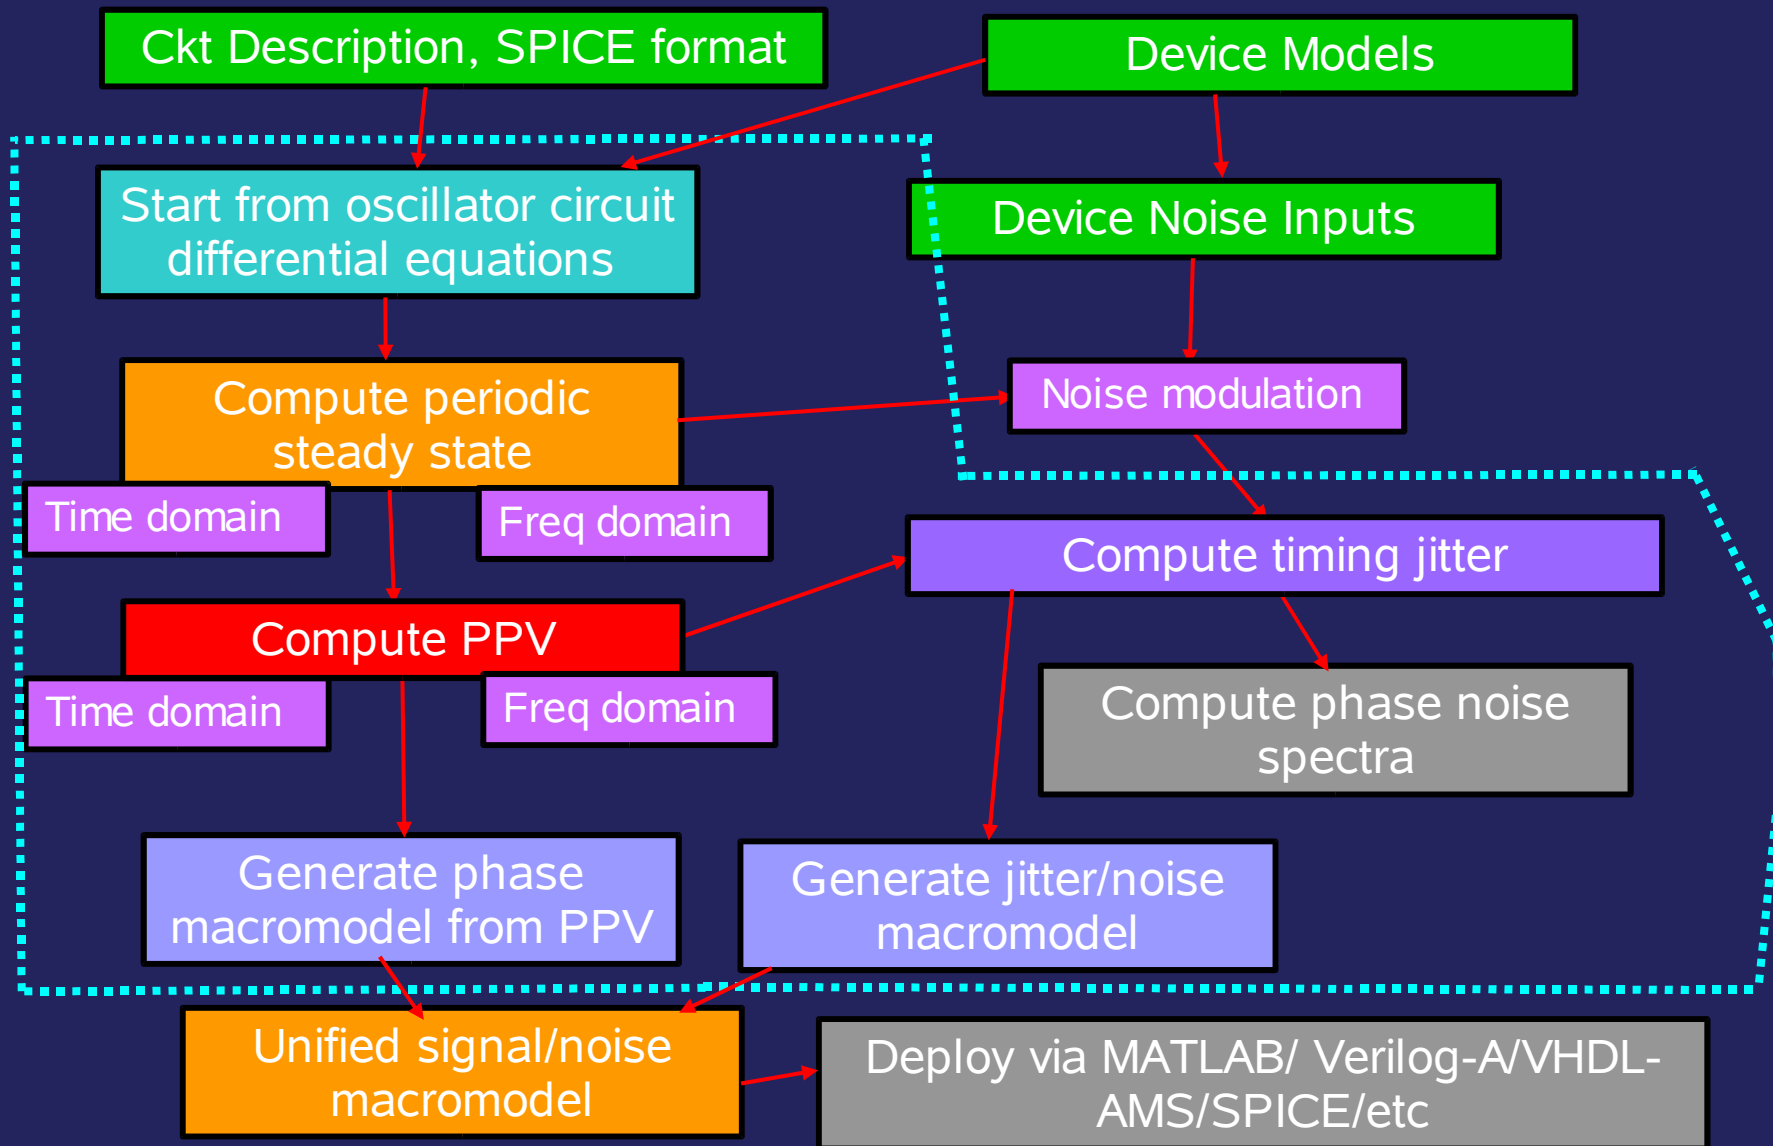 Ckt Description, SPICE format
Device Models
Start from oscillator circuit
differential equations
Device Noise Inputs
Compute periodic
steady state
Noise modulation
Time domain
Freq domain
Compute timing jitter
Compute PPV
Time domain
Freq domain
Compute phase noise
spectra
Generate phase
macromodel from PPV
Generate jitter/noise
macromodel
Unified signal/noise
macromodel
Deploy via MATLAB/ Verilog-A/VHDL-
AMS/SPICE/etc